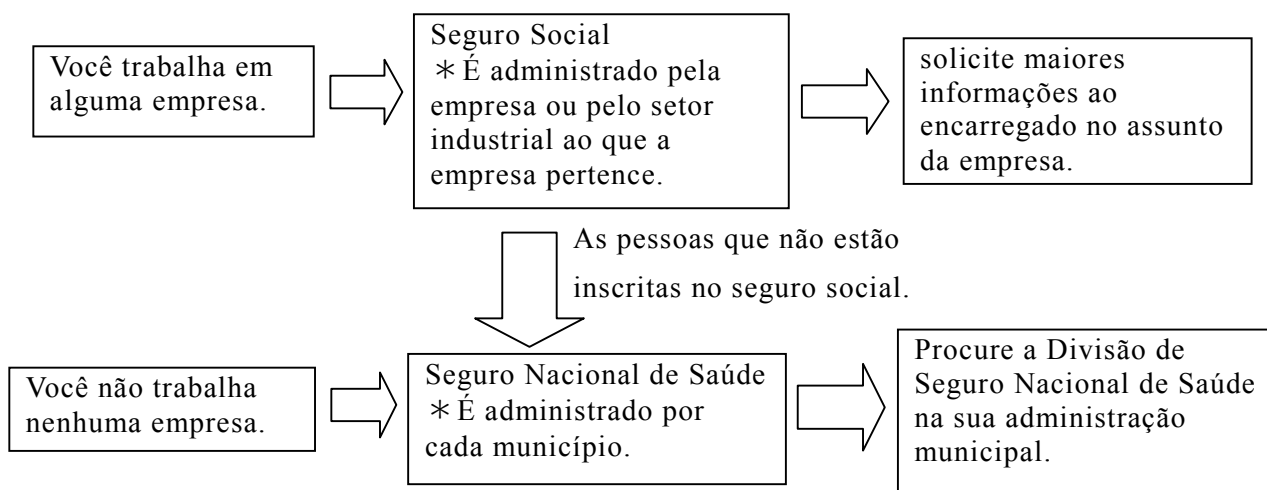 Você trabalha em
alguma empresa.
Seguro Social
＊É administrado pela
empresa ou pelo setor
industrial ao que a
empresa pertence.
solicite maiores
informações ao
encarregado no assunto
da empresa.
As pessoas que não estão
inscritas no seguro social.
Você não trabalha
nenhuma empresa.
Seguro Nacional de Saúde
＊É administrado por
cada município.
Procure a Divisão de
Seguro Nacional de Saúde
na sua administração
municipal.